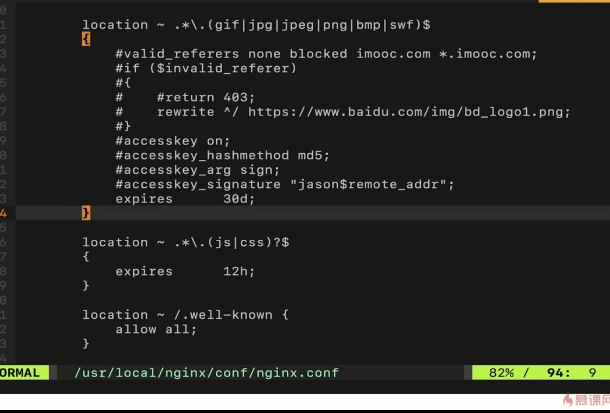 0
1 location ~ .*\.(gif|jpg|jpeg|png|bmp|swf)$
2 {
3 #valid_referers none blocked imooc.com *.imooc.com;
4 #if ($invalid_referer)
5 #{
6 #    #return 403;
7 #    rewrite ^/ https://www.baidu.com/img/bd_logo1.png;
8 #}
9 #accesskey on;
0 #accesskey_hashmethod md5;
1 #accesskey_arg sign;
2 #accesskey_signature "jason$remote_addr";
3 expires      30d;
4 }
5
6 location ~ .*\.(js|css)?$
7 {
8 expires      12h;
9 }
0
1 location ~ /.well-known {
2 allow all;
3 }
4
ORMAL /usr/local/nginx/conf/nginx.conf 82% / 94: 9
慕课网